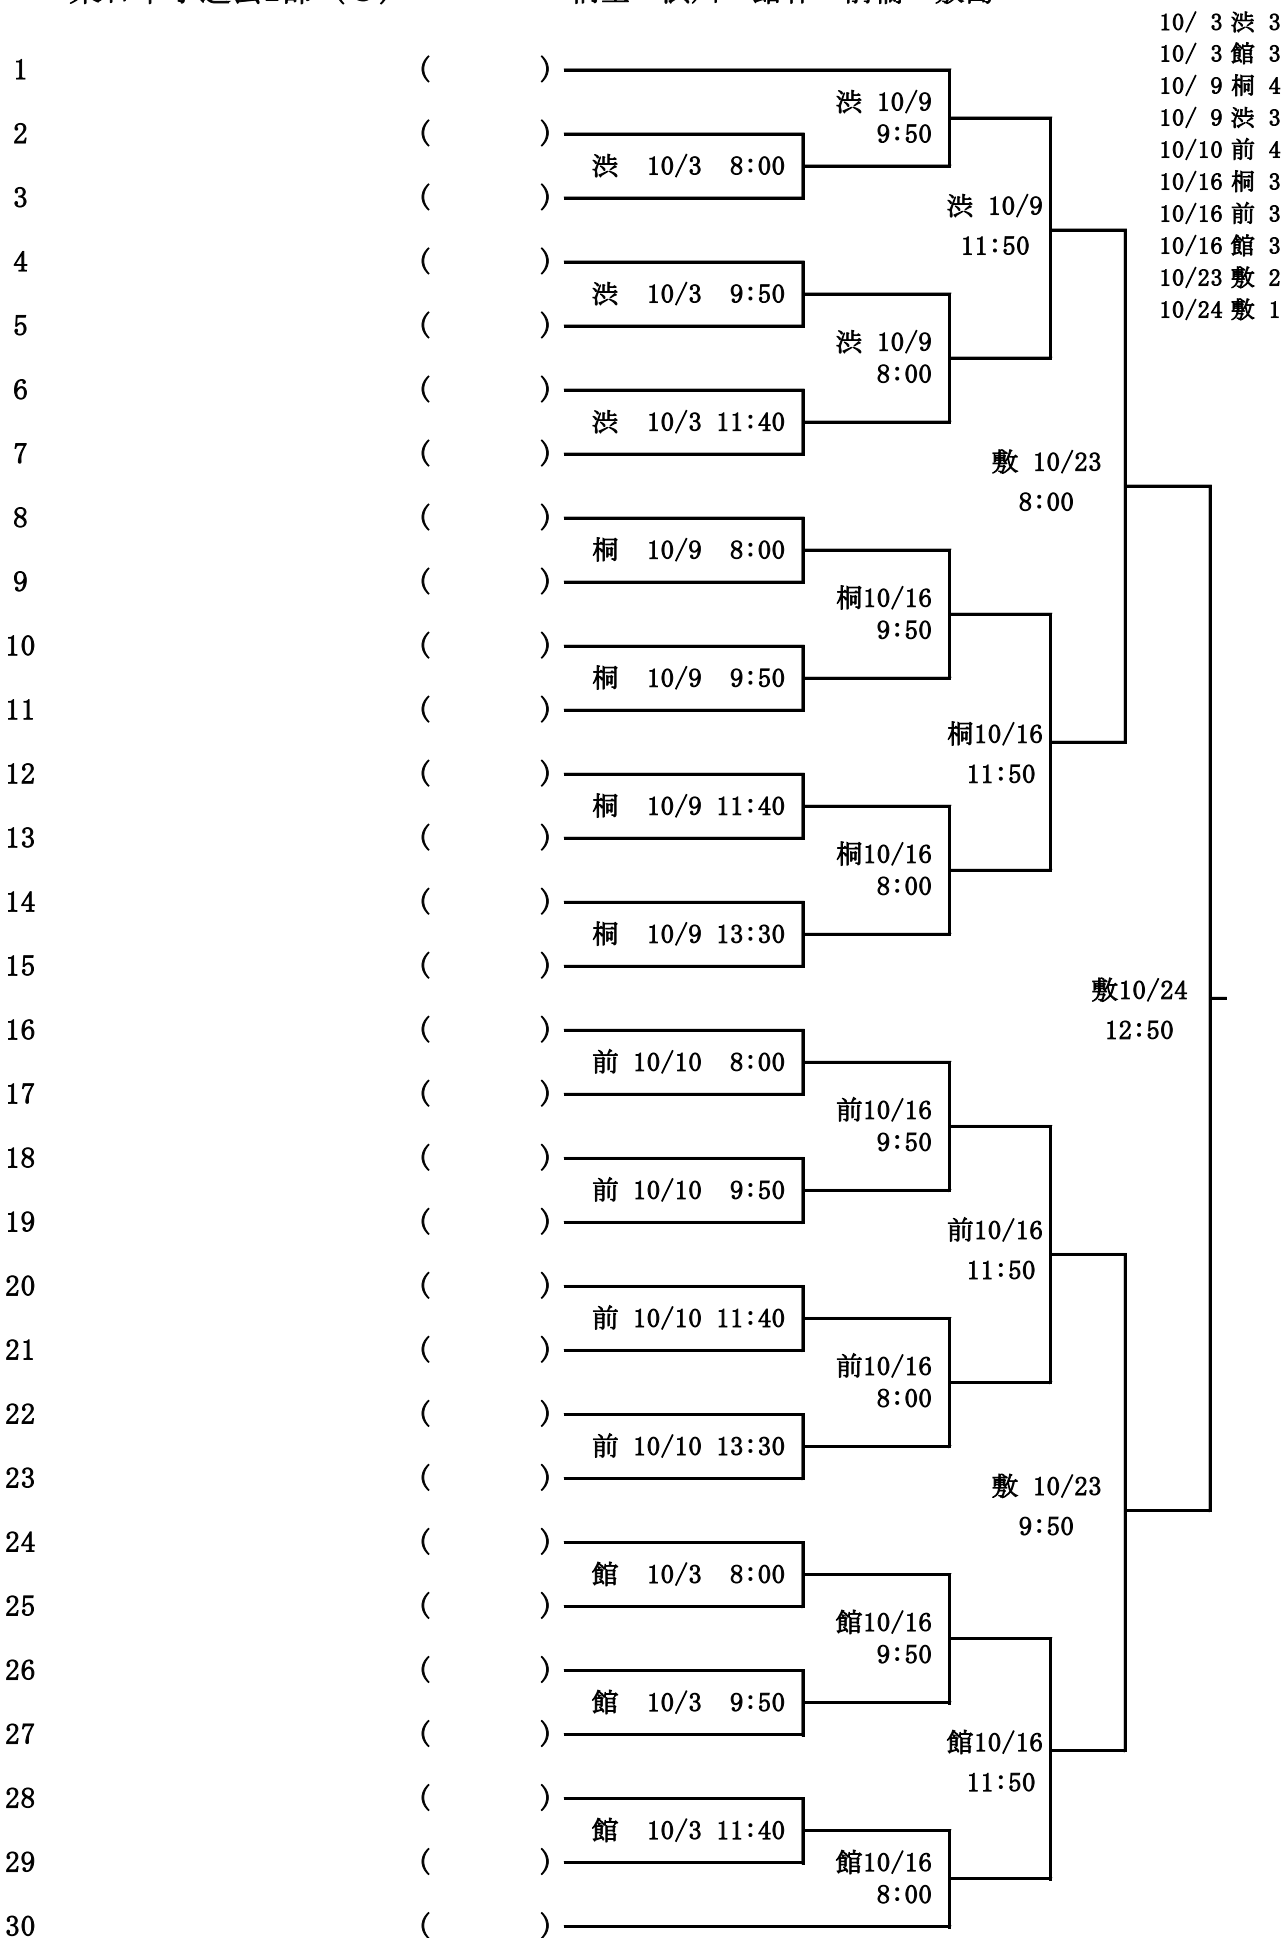 10/ 3 渋 3
10/ 3 館 3
10/ 9 桐 4
10/ 9 渋 3
10/10 前 4
10/16 桐 3
10/16 前 3
10/16 館 3
10/23 敷 2
10/24 敷 1
1 ( )
渋 10/9
9:50
2 ( )
渋 10/3 8:00
3 ( )
渋 10/9
11:50
4 ( )
渋 10/3 9:50
5 ( )
渋 10/9
8:00
6 ( )
渋 10/3 11:40
7 ( )
敷 10/23
8:00
8 ( )
桐 10/9 8:00
9 ( )
桐10/16
9:50
10 ( )
桐 10/9 9:50
11 ( )
桐10/16
11:50
12 ( )
桐 10/9 11:40
13 ( )
桐10/16
8:00
14 ( )
桐 10/9 13:30
15 ( )
敷10/24
12:50
16 ( )
前 10/10 8:00
17 ( )
前10/16
9:50
18 ( )
前 10/10 9:50
19 ( )
前10/16
11:50
20 ( )
前 10/10 11:40
21 ( )
前10/16
8:00
22 ( )
前 10/10 13:30
23 ( )
敷 10/23
9:50
24 ( )
館 10/3 8:00
25 ( )
館10/16
9:50
26 ( )
館 10/3 9:50
27 ( )
館10/16
11:50
28 ( )
館 10/3 11:40
29 ( )
館10/16
8:00
30 ( )